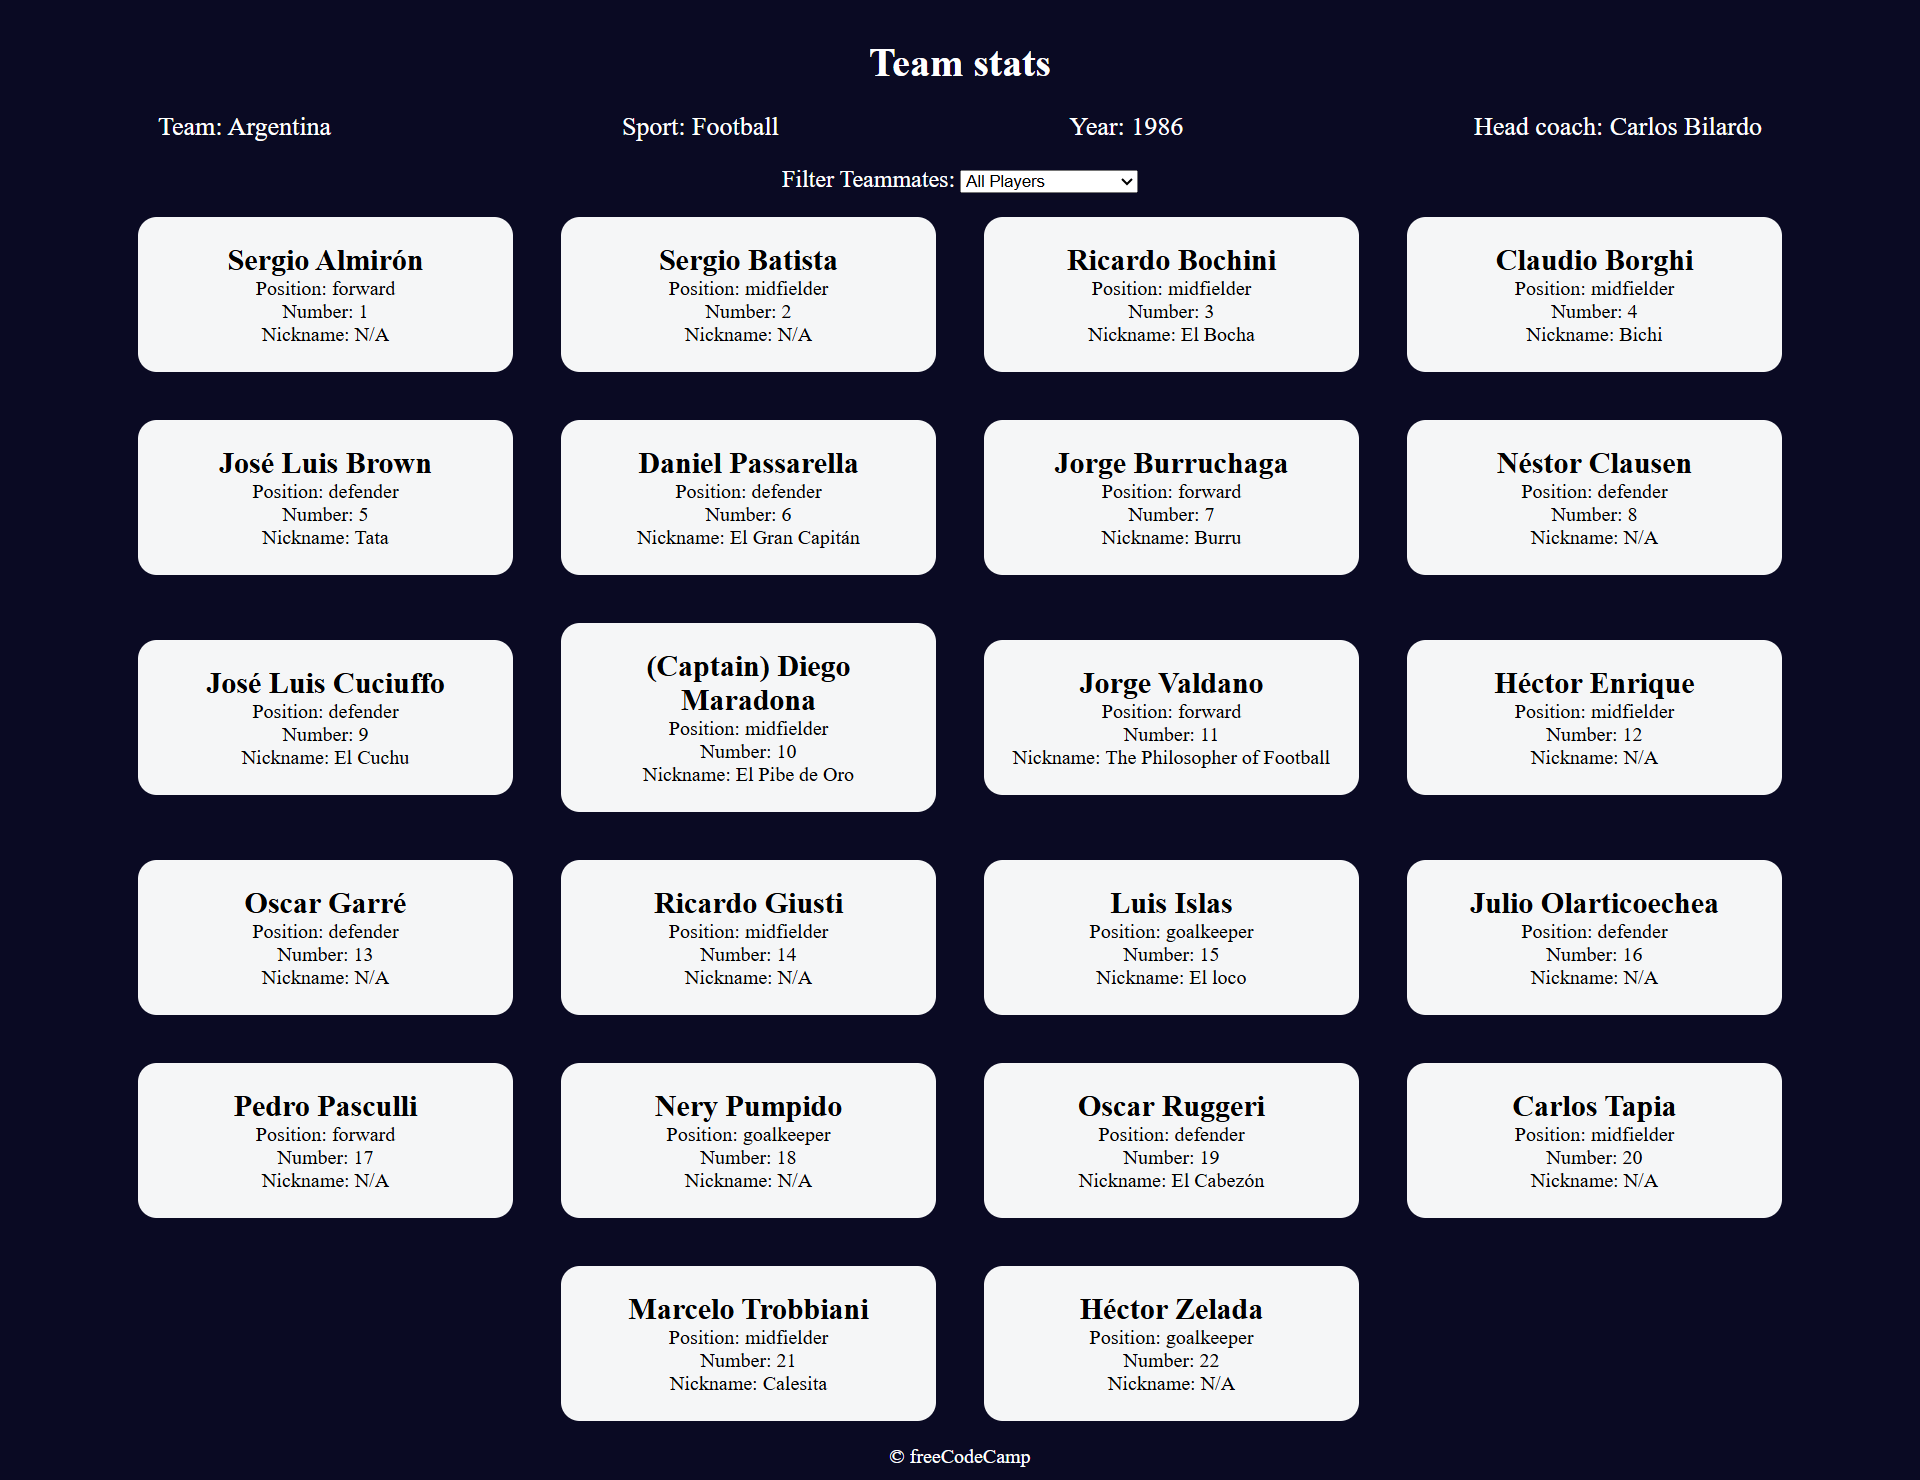 Team stats
Team: Argentina
Sport: Football
Year: 1986
Head coach: Carlos Bilardo
Filter Teammates: All Players
Sergio Almirón
Position: forward
Number: 1
Nickname: N/A
Sergio Batista
Position: midfielder
Number: 2
Nickname: N/A
Ricardo Bochini
Position: midfielder
Number: 3
Nickname: El Bocha
Claudio Borghi
Position: midfielder
Number: 4
Nickname: Bichi
José Luis Brown
Position: defender
Number: 5
Nickname: Tata
Daniel Passarella
Position: defender
Number: 6
Nickname: El Gran Capitán
Jorge Burruchaga
Position: forward
Number: 7
Nickname: Burru
Néstor Clausen
Position: defender
Number: 8
Nickname: N/A
José Luis Cuciuffo
Position: defender
Number: 9
Nickname: El Cuchu
(Captain) Diego
Maradona
Position: midfielder
Number: 10
Nickname: El Pibe de Oro
Jorge Valdano
Position: forward
Number: 11
Nickname: The Philosopher of Football
Héctor Enrique
Position: midfielder
Number: 12
Nickname: N/A
Oscar Garré
Position: defender
Number: 13
Nickname: N/A
Ricardo Giusti
Position: midfielder
Number: 14
Nickname: N/A
Luis Islas
Position: goalkeeper
Number: 15
Nickname: El loco
Julio Olarticoechea
Position: defender
Number: 16
Nickname: N/A
Pedro Pasculli
Position: forward
Number: 17
Nickname: N/A
Nery Pumpido
Position: goalkeeper
Number: 18
Nickname: N/A
Oscar Ruggeri
Position: defender
Number: 19
Nickname: El Cabezón
Carlos Tapia
Position: midfielder
Number: 20
Nickname: N/A
Marcelo Trobbiani
Position: midfielder
Number: 21
Nickname: Calesita
Héctor Zelada
Position: goalkeeper
Number: 22
Nickname: N/A
© freeCodeCamp